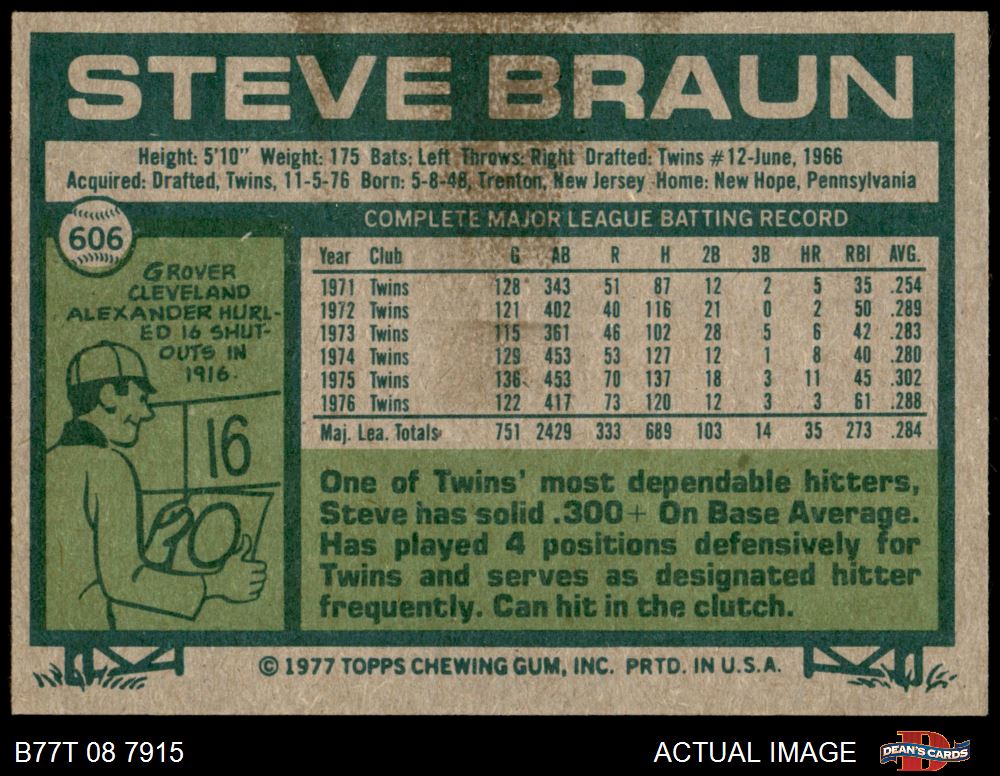 STEVE BRAUN
Height: 5'10" Weight: 175 Bats: Left Throws: Right Drafted: Twins #12-June, 1966
Acquired: Drafted, Twins, 11-5-76 Born: 5-8-48, Trenton, New Jersey Home: New Hope, Pennsylvania
606
COMPLETE MAJOR LEAGUE BATTING RECORD
GROVER
CLEVELAND
ALEXANDER HURL-
ED 16 SHUT-
OUTS IN
1916.
16
Year Club G AB R H 2B 3B HR RBI AVG.
1971 Twins 128 343 51 87 12 2 5 35 .254
1972 Twins 121 402 40 116 21 0 2 50 .289
1973 Twins 115 361 46 102 28 5 6 42 .283
1974 Twins 129 453 53 127 12 1 8 40 .280
1975 Twins 136 453 70 137 18 3 11 45 .302
1976 Twins 122 417 73 120 12 3 3 61 .288
Maj. Lea. Totals 751 2429 333 689 103 14 35 273 .284
One of Twins' most dependable hitters,
Steve has solid .300+ On Base Average.
Has played 4 positions defensively for
Twins and serves as designated hitter
frequently. Can hit in the clutch.
© 1977 TOPPS CHEWING GUM, INC. PRTD. IN U.S.A.
B77T 08 7915
ACTUAL IMAGE
DEAN'S CARDS